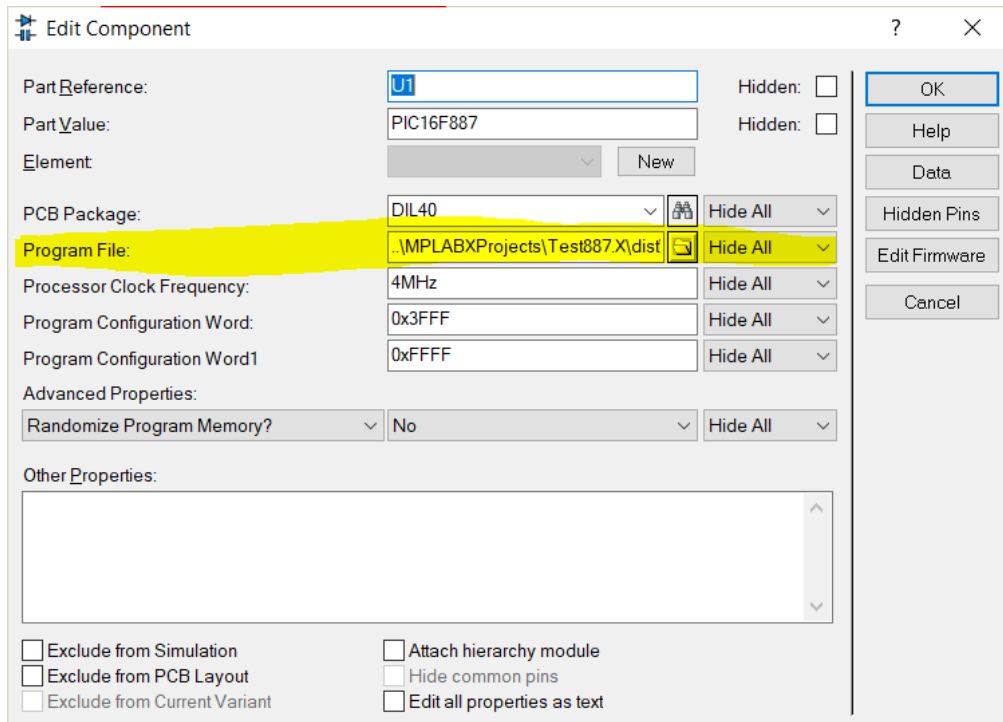 Edit Component ?
Part Reference: U1 Hidden: OK
Part Value: PIC16F887 Hidden: Help
Element: New Data
PCB Package: DIL40 Hide All Hidden Pins
Program File: ..\MPLABXProjects\Test887.X\dist\ Hide All Edit Firmware
Processor Clock Frequency: 4MHz Hide All Cancel
Program Configuration Word: 0x3FFF Hide All
Program Configuration Word1 0xFFFF Hide All
Advanced Properties:
Randomize Program Memory? No Hide All
Other Properties:
Exclude from Simulation Attach hierarchy module
Exclude from PCB Layout Hide common pins
Exclude from Current Variant Edit all properties as text